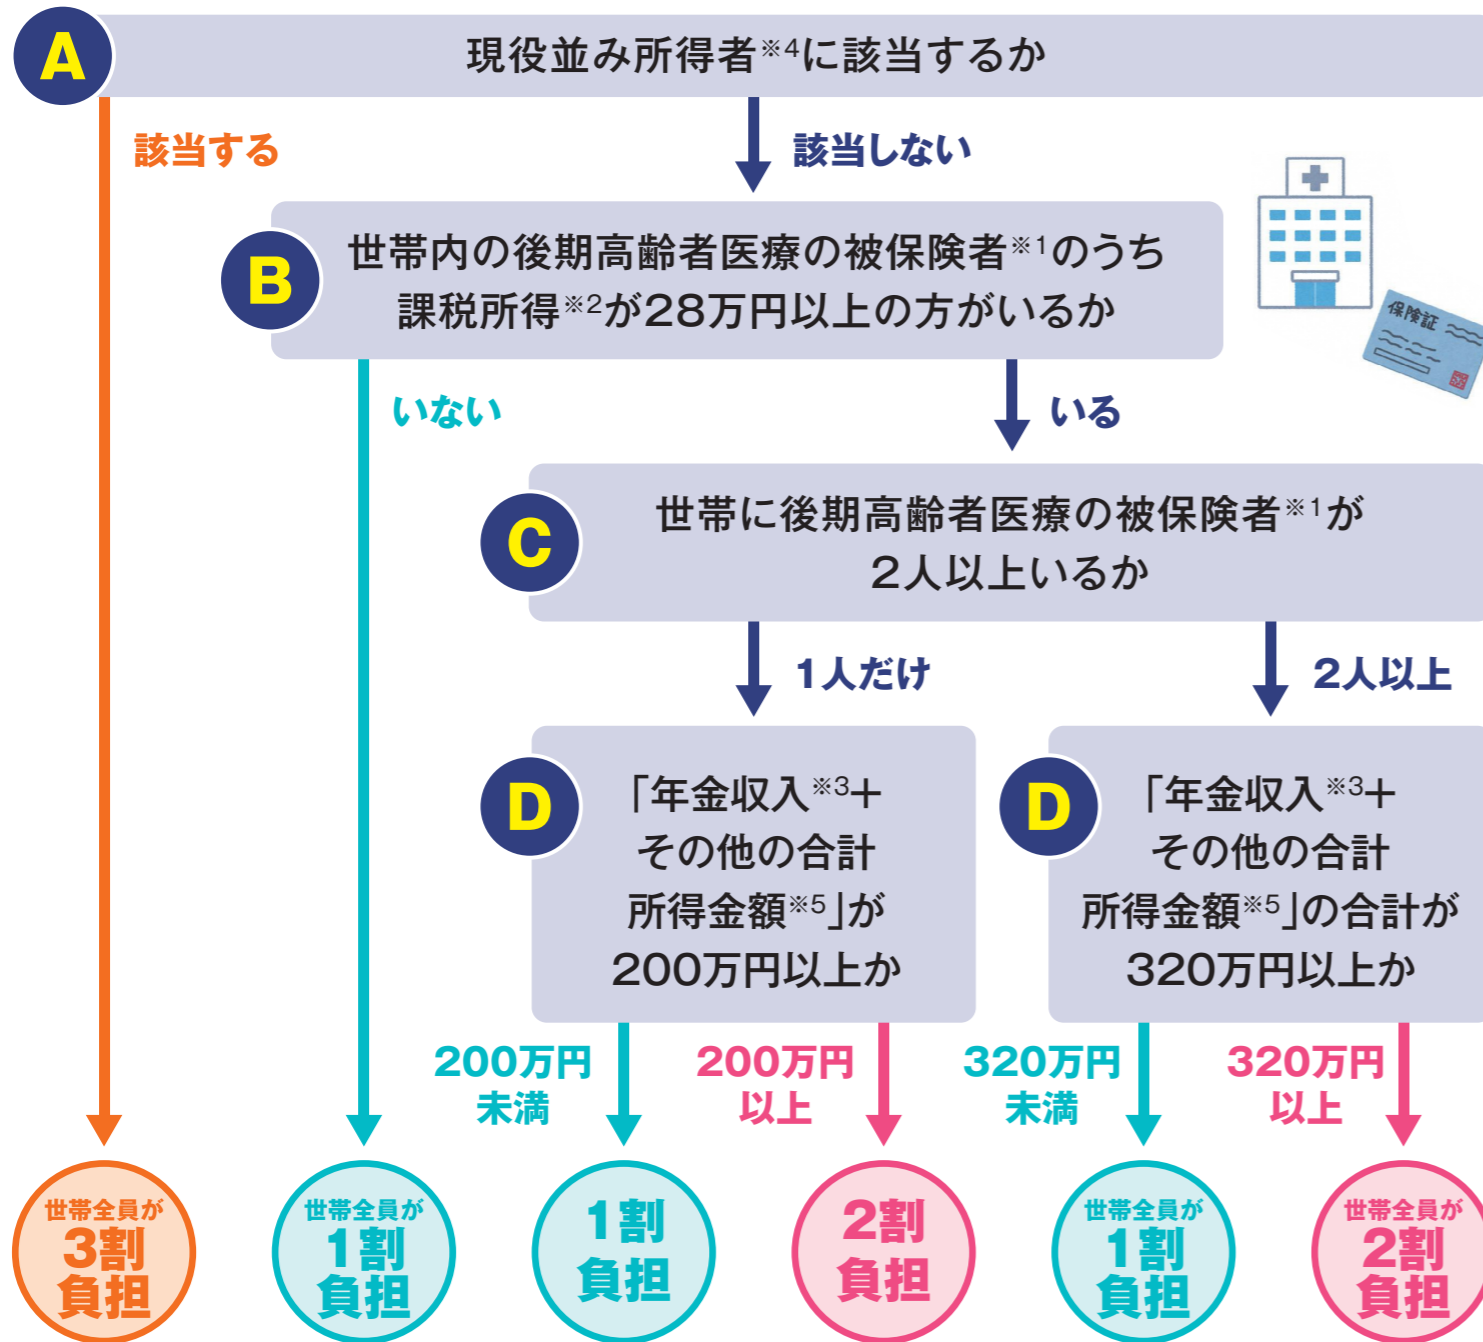 A
現役並み所得者※4に該当するか
該当する
該当しない
B
世帯内の後期高齢者医療の被保険者※1のうち
課税所得※2が28万円以上の方がいるか
保険証
いない
いる
C
世帯に後期高齢者医療の被保険者※1が
2人以上いるか
1人だけ
2人以上
D
「年金収入※3+
その他の合計
所得金額※5」が
200万円以上か
D
「年金収入※3+
その他の合計
所得金額※5」の合計が
320万円以上か
200万円
未満
200万円
以上
320万円
未満
320万円
以上
世帯全員が
3割
負担
世帯全員が
1割
負担
1割
負担
2割
負担
世帯全員が
1割
負担
世帯全員が
2割
負担